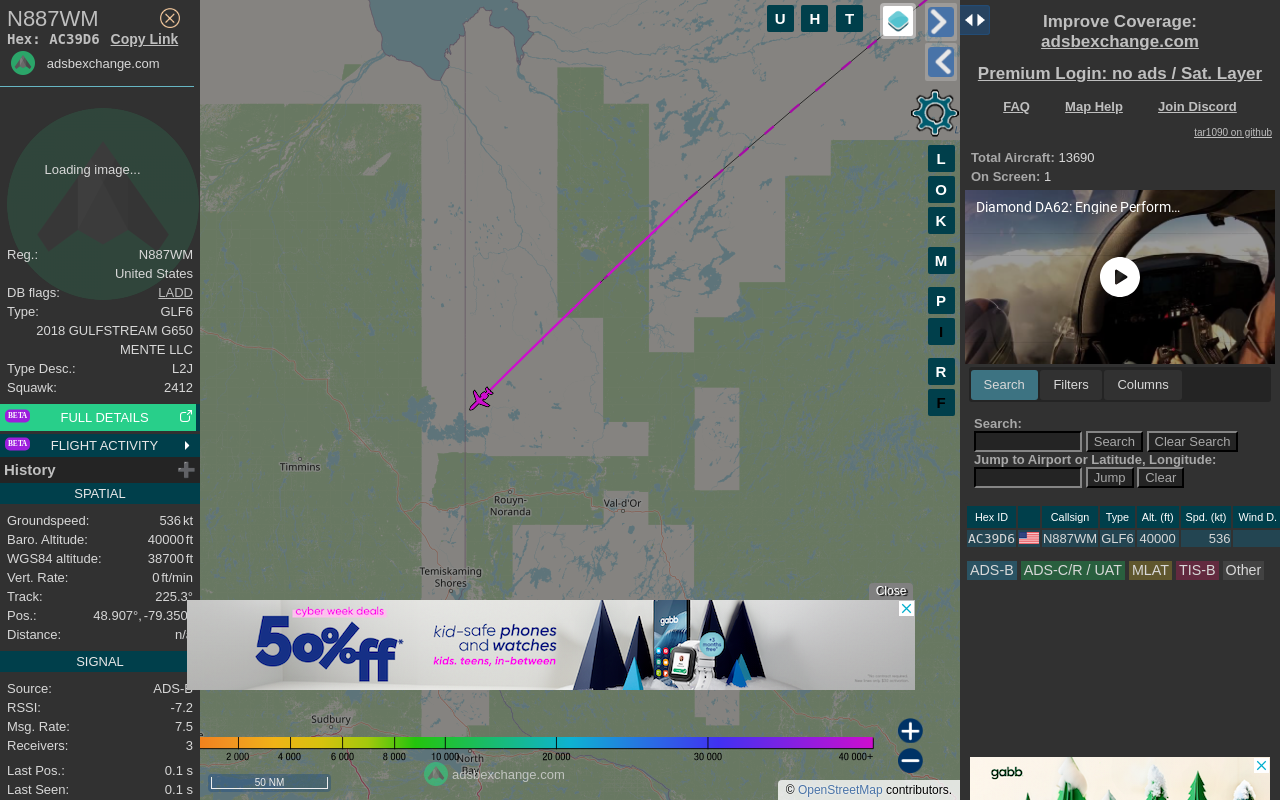 N887WM
Hex: AC39D6 Copy Link
adsbexchange.com
Loading image...
Reg.: N887WM
United States
DB flags: LADD
Type: GLF6
2018 GULFSTREAM G650
MENTE LLC
Type Desc.: L2J
Squawk: 2412
BETA FULL DETAILS
BETA FLIGHT ACTIVITY
History
SPATIAL
Groundspeed: 536 kt
Baro. Altitude: 40000 ft
WGS84 altitude: 38700 ft
Vert. Rate: 0 ft/min
Track: 225.3°
Pos.: 48.907°, -79.350°
Distance: n/a
SIGNAL
Source: ADS-B
RSSI: -7.2
Msg. Rate: 7.5
Receivers: 3
Last Pos.: 0.1 s
Last Seen: 0.1 s
U H T
L
O
K
M
P
I
R
F
Timmins
Rouyn-
Noranda
Val-d'Or
Temiskaming
Shores
Close
cyber week deals
50% off*
kid-safe phones
and watches
kids. teens, in-between
gabb
+3
months
free*
Sudbury
North
Bay
2 000 4 000 6 000 8 000 10 000 20 000 30 000 40 000+
50 NM
adsbexchange.com
© OpenStreetMap contributors.
Improve Coverage:
adsbexchange.com
Premium Login: no ads / Sat. Layer
FAQ Map Help Join Discord
tar1090 on github
Total Aircraft: 13690
On Screen: 1
Diamond DA62: Engine Perform...
Search Filters Columns
Search:
Search Clear Search
Jump to Airport or Latitude, Longitude:
Jump Clear
Hex ID Callsign Type Alt. (ft) Spd. (kt) Wind D.
AC39D6 N887WM GLF6 40000 536
ADS-B ADS-C/R / UAT MLAT TIS-B Other
gabb